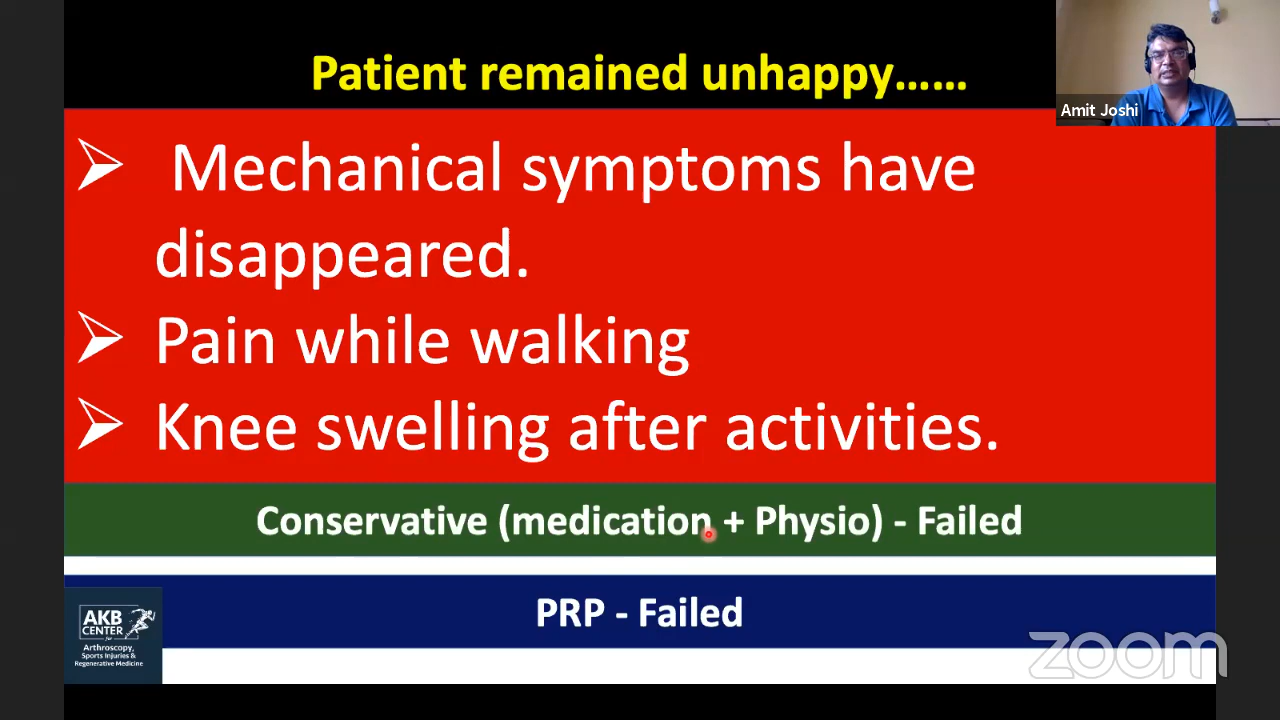 Patient remained unhappy......
Amit Joshi
➢ Mechanical symptoms have
disappeared.
➢ Pain while walking
➢ Knee swelling after activities.
Conservative (medication + Physio) - Failed
PRP - Failed
AKB
CENTER
for
Arthroscopy,
Sports Injuries &
Regenerative Medicine
zoom